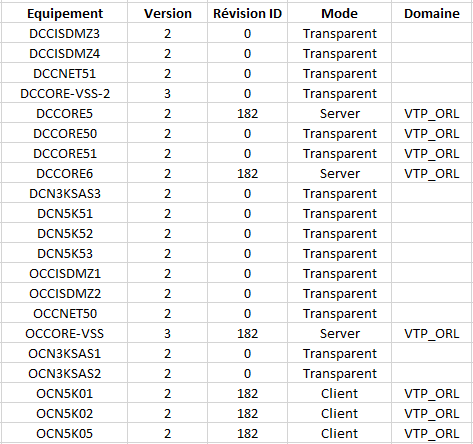 Equipement Version Révision ID Mode Domaine
DCCISDMZ3 2 0 Transparent
DCCISDMZ4 2 0 Transparent
DCCNET51 2 0 Transparent
DCCORE-VSS-2 3 0 Transparent
DCCORE5 2 182 Server VTP_ORL
DCCORE50 2 0 Transparent VTP_ORL
DCCORE51 2 0 Transparent VTP_ORL
DCCORE6 2 182 Server VTP_ORL
DCN3KSAS3 2 0 Transparent
DCN5K51 2 0 Transparent
DCN5K52 2 0 Transparent
DCN5K53 2 0 Transparent
OCCISDMZ1 2 0 Transparent
OCCISDMZ2 2 0 Transparent
OCCNET50 2 0 Transparent
OCCORE-VSS 3 182 Server VTP_ORL
OCN3KSAS1 2 0 Transparent
OCN3KSAS2 2 0 Transparent
OCN5K01 2 182 Client VTP_ORL
OCN5K02 2 182 Client VTP_ORL
OCN5K05 2 182 Client VTP_ORL